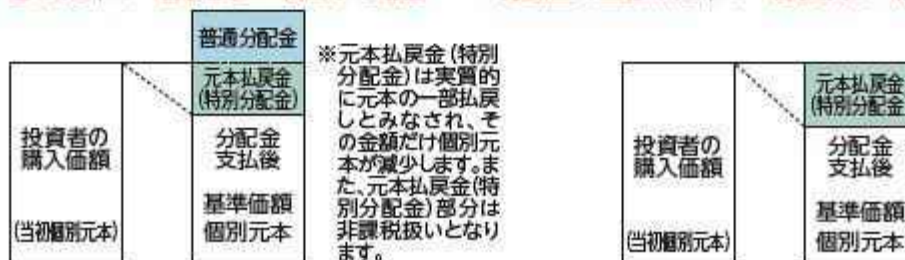 普通分配金
元本払戻金
(特別分配金)
投資者の
購入価額
(当初個別元本)
分配金
支払後
基準価額
個別元本
※元本払戻金(特別
分配金)は実質的
に元本の一部払戻
しとみなされ、そ
の金額だけ個別元
本が減少します。ま
た、元本払戻金(特
別分配金)部分は
非課税扱いとなり
ます。
投資者の
購入価額
(当初個別元本)
元本払戻金
(特別分配金
分配金
支払後
基準価額
個別元本